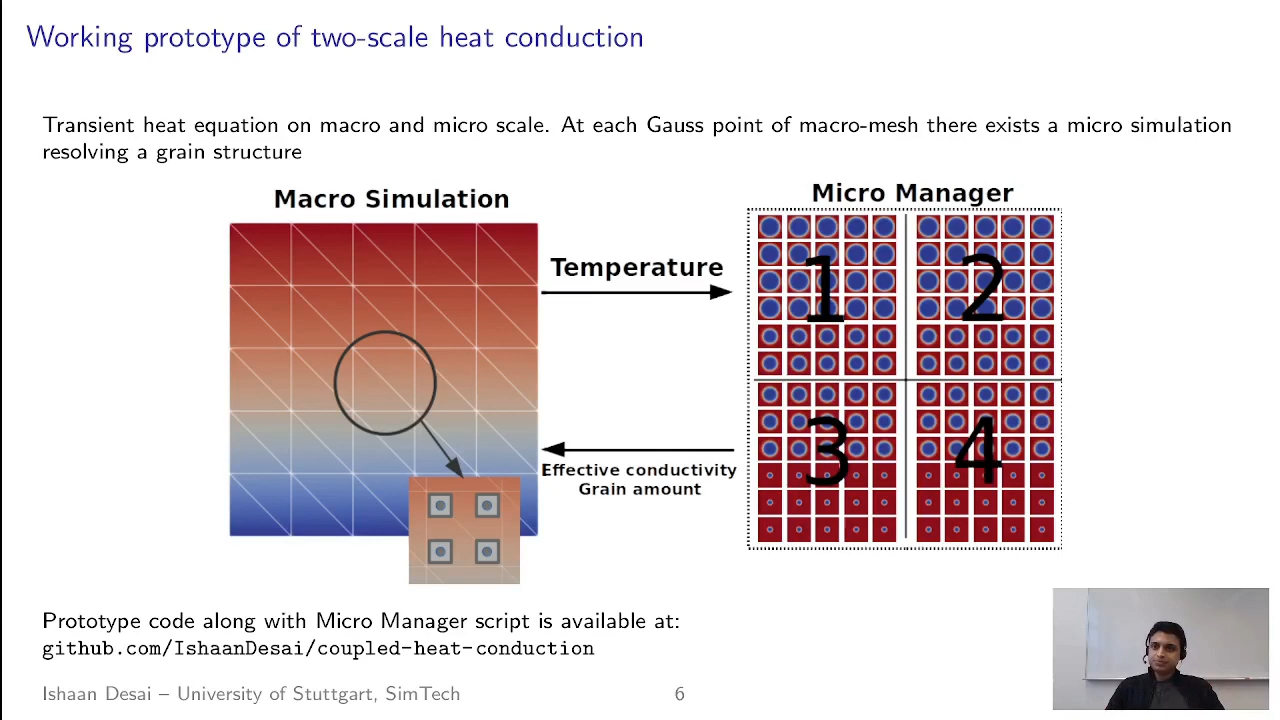 Working prototype of two-scale heat conduction
Transient heat equation on macro and micro scale. At each Gauss point of macro-mesh there exists a micro simulation
resolving a grain structure
Macro Simulation
Micro Manager
Temperature
1
2
3
4
Effective conductivity
Grain amount
Prototype code along with Micro Manager script is available at:
github.com/IshaanDesai/coupled-heat-conduction
Ishaan Desai – University of Stuttgart, SimTech
6